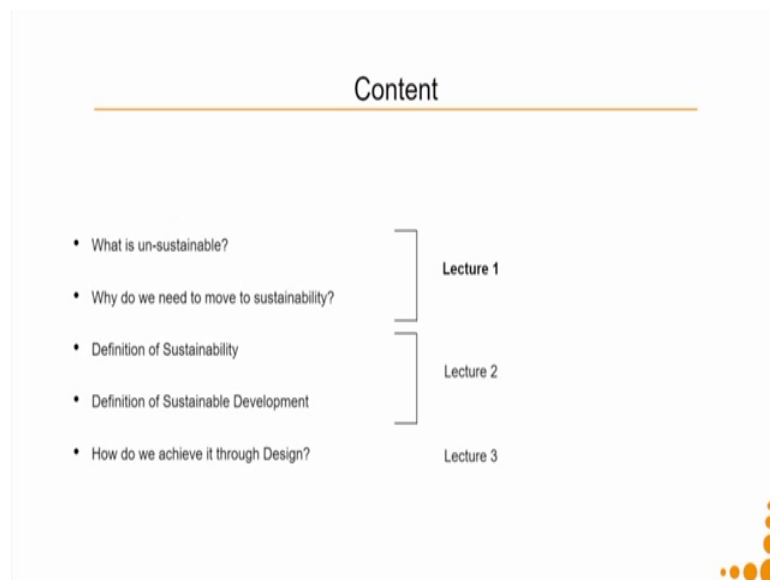 Content
• What is un-sustainable?
• Why do we need to move to sustainability?
Lecture 1
• Definition of Sustainability
• Definition of Sustainable Development
Lecture 2
• How do we achieve it through Design?
Lecture 3